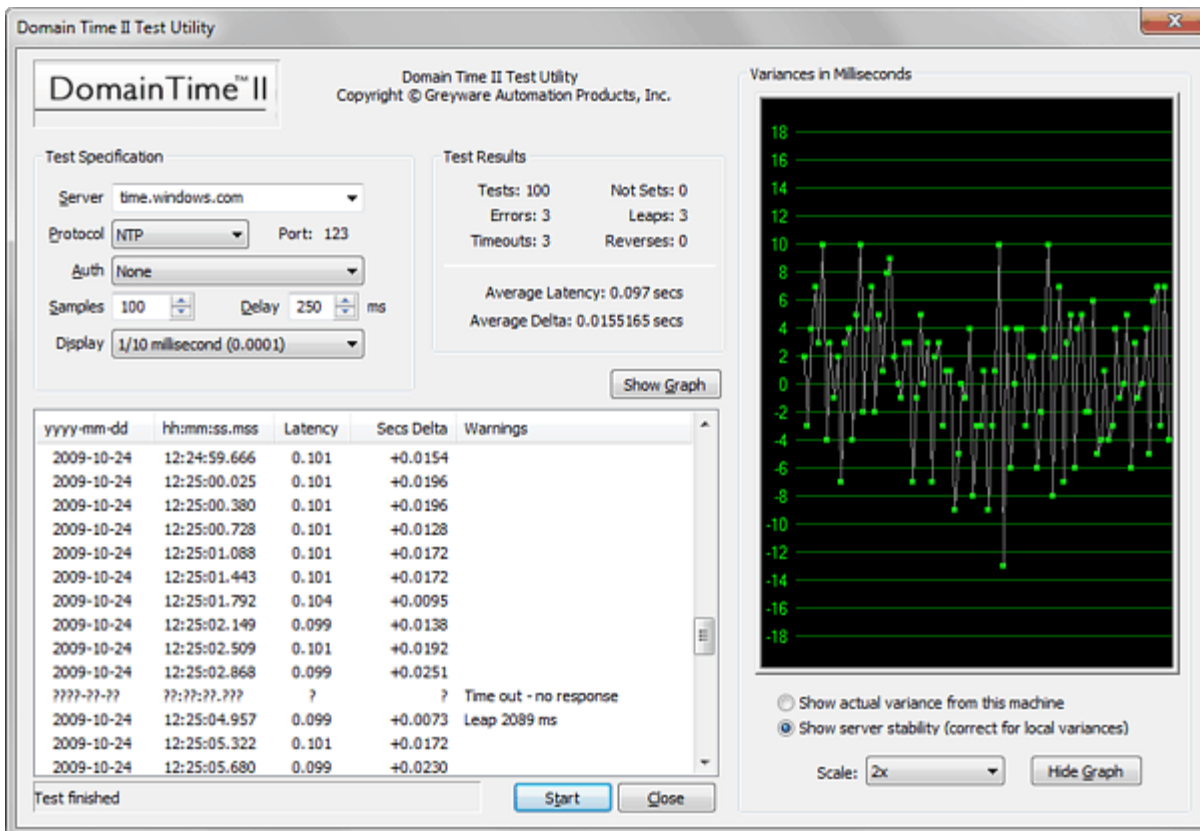 Domain Time II Test Utility
DomainTime™II
Domain Time II Test Utility
Copyright © Greyware Automation Products, Inc.
Test Specification
Server time.windows.com
Protocol NTP Port: 123
Auth None
Samples 100 Delay 250 ms
Display 1/10 millisecond (0.0001)
Test Results
Tests: 100 Not Sets: 0
Errors: 3 Leaps: 3
Timeouts: 3 Reverses: 0
Average Latency: 0.097 secs
Average Delta: 0.0155165 secs
Show Graph
yyyy-mm-dd hh:mm:ss.mss Latency Secs Delta Warnings
2009-10-24 12:24:59.666 0.101 +0.0154
2009-10-24 12:25:00.025 0.101 +0.0196
2009-10-24 12:25:00.380 0.101 +0.0196
2009-10-24 12:25:00.728 0.101 +0.0128
2009-10-24 12:25:01.088 0.101 +0.0172
2009-10-24 12:25:01.443 0.101 +0.0172
2009-10-24 12:25:01.792 0.104 +0.0095
2009-10-24 12:25:02.149 0.099 +0.0138
2009-10-24 12:25:02.509 0.101 +0.0192
2009-10-24 12:25:02.868 0.099 +0.0251
????-??-?? ??:??:??.??? ? ? Time out - no response
2009-10-24 12:25:04.957 0.099 +0.0073 Leap 2089 ms
2009-10-24 12:25:05.322 0.101 +0.0172
2009-10-24 12:25:05.680 0.099 +0.0230
Test finished
Start
Close
Variances in Milliseconds
18
16
14
12
10
8
6
4
2
0
-2
-4
-6
-8
-10
-12
-14
-16
-18
Show actual variance from this machine
Show server stability (correct for local variances)
Scale: 2x
Hide Graph